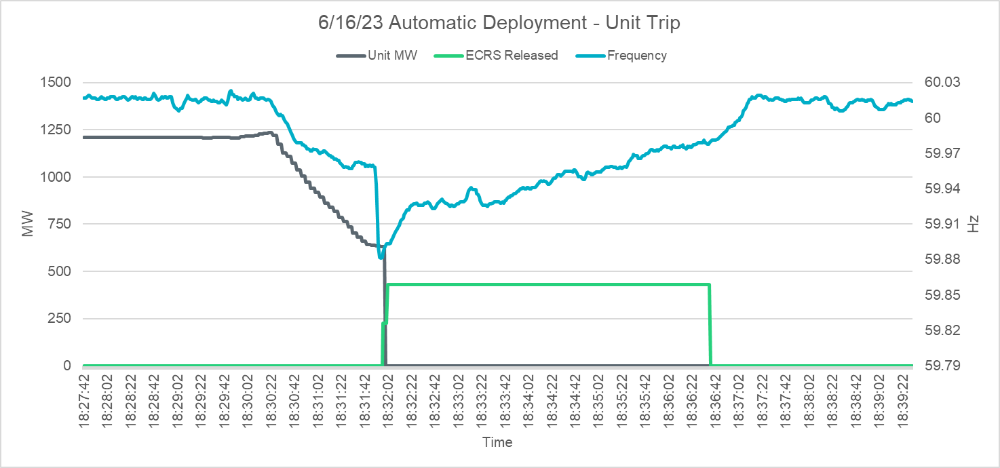 6/16/23 Automatic Deployment - Unit Trip
Unit MW ECRS Released Frequency
1500 60.03
1250 60
1000 59.97
750 59.94
500 59.91
250 59.88
0 59.85
59.82
59.79
MW
Hz
18:27:42 18:28:02 18:28:22 18:28:42 18:29:02 18:29:22 18:29:42 18:30:02 18:30:22 18:30:42 18:31:02 18:31:22 18:31:42 18:32:02 18:32:22 18:32:42 18:33:02 18:33:22 18:33:42 18:34:02 18:34:22 18:34:42 18:35:02 18:35:22 18:35:42 18:36:02 18:36:22 18:36:42 18:37:02 18:37:22 18:37:42 18:38:02 18:38:22 18:38:42 18:39:02 18:39:22
Time